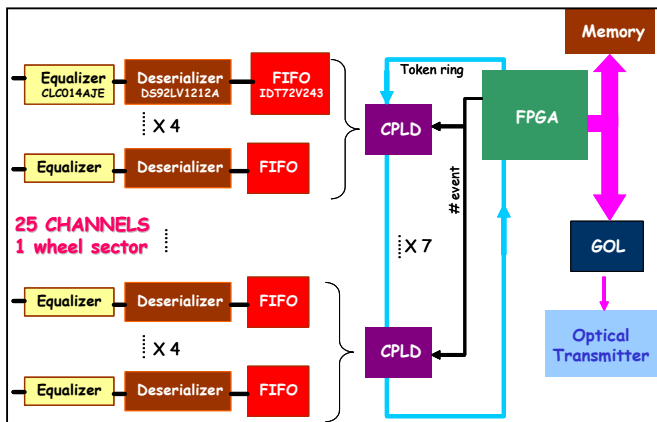 Memory
Equalizer
CLC014AJE
Deserializer
DS92LV1212A
FIFO
IDT72V243
Token ring
FPGA
CPLD
X 4
Equalizer
Deserializer
FIFO
# event
25 CHANNELS
1 wheel sector
X 7
GOL
Equalizer
Deserializer
FIFO
Optical
Transmitter
X 4
CPLD
Equalizer
Deserializer
FIFO